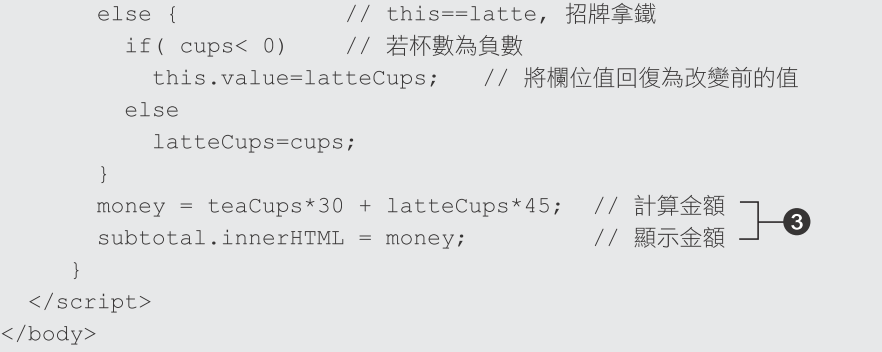 else {            // this==latte, 招牌拿鐵
if( cups< 0)    // 若杯數為負數
this.value=latteCups;   // 將欄位值回復為改變前的值
else
latteCups=cups;
}
money = teaCups*30 + latteCups*45;  // 計算金額
subtotal.innerHTML = money;         // 顯示金額 ❸
}
</script>
</body>